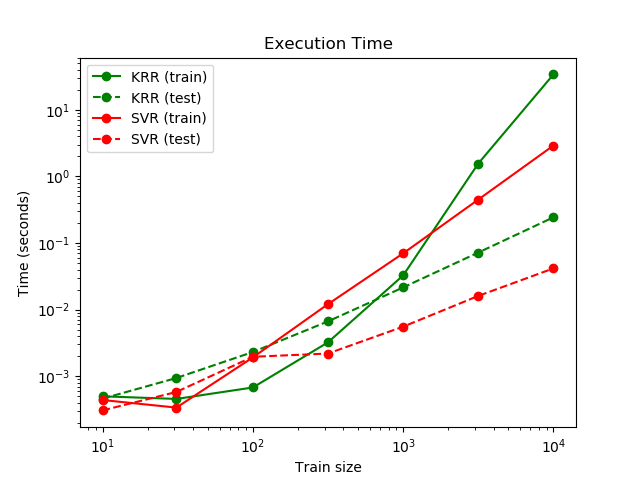 Execution Time
KRR (train)
KRR (test)
SVR (train)
SVR (test)
10¹
10⁰
10⁻¹
10⁻²
10⁻³
Time (seconds)
10¹ 10² 10³ 10⁴
Train size